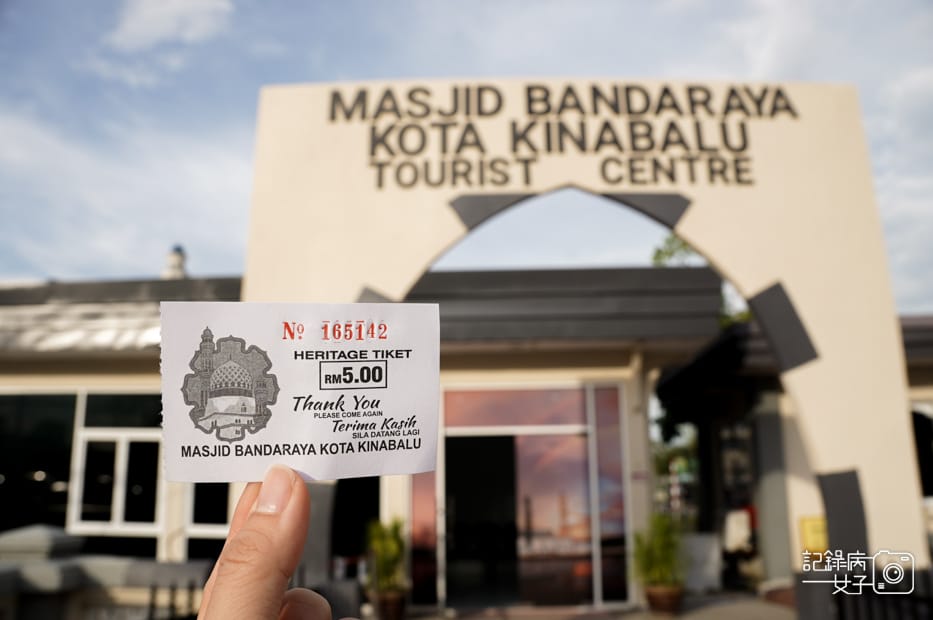 MASJID BANDARAYA
KOTA KINABALU
TOURIST CENTRE
Nº 165142
HERITAGE TIKET
RM5.00
Thank You
PLEASE COME AGAIN
Terima Kasih
SILA DATANG LAGI
MASJID BANDARAYA KOTA KINABALU
記錄病
女子